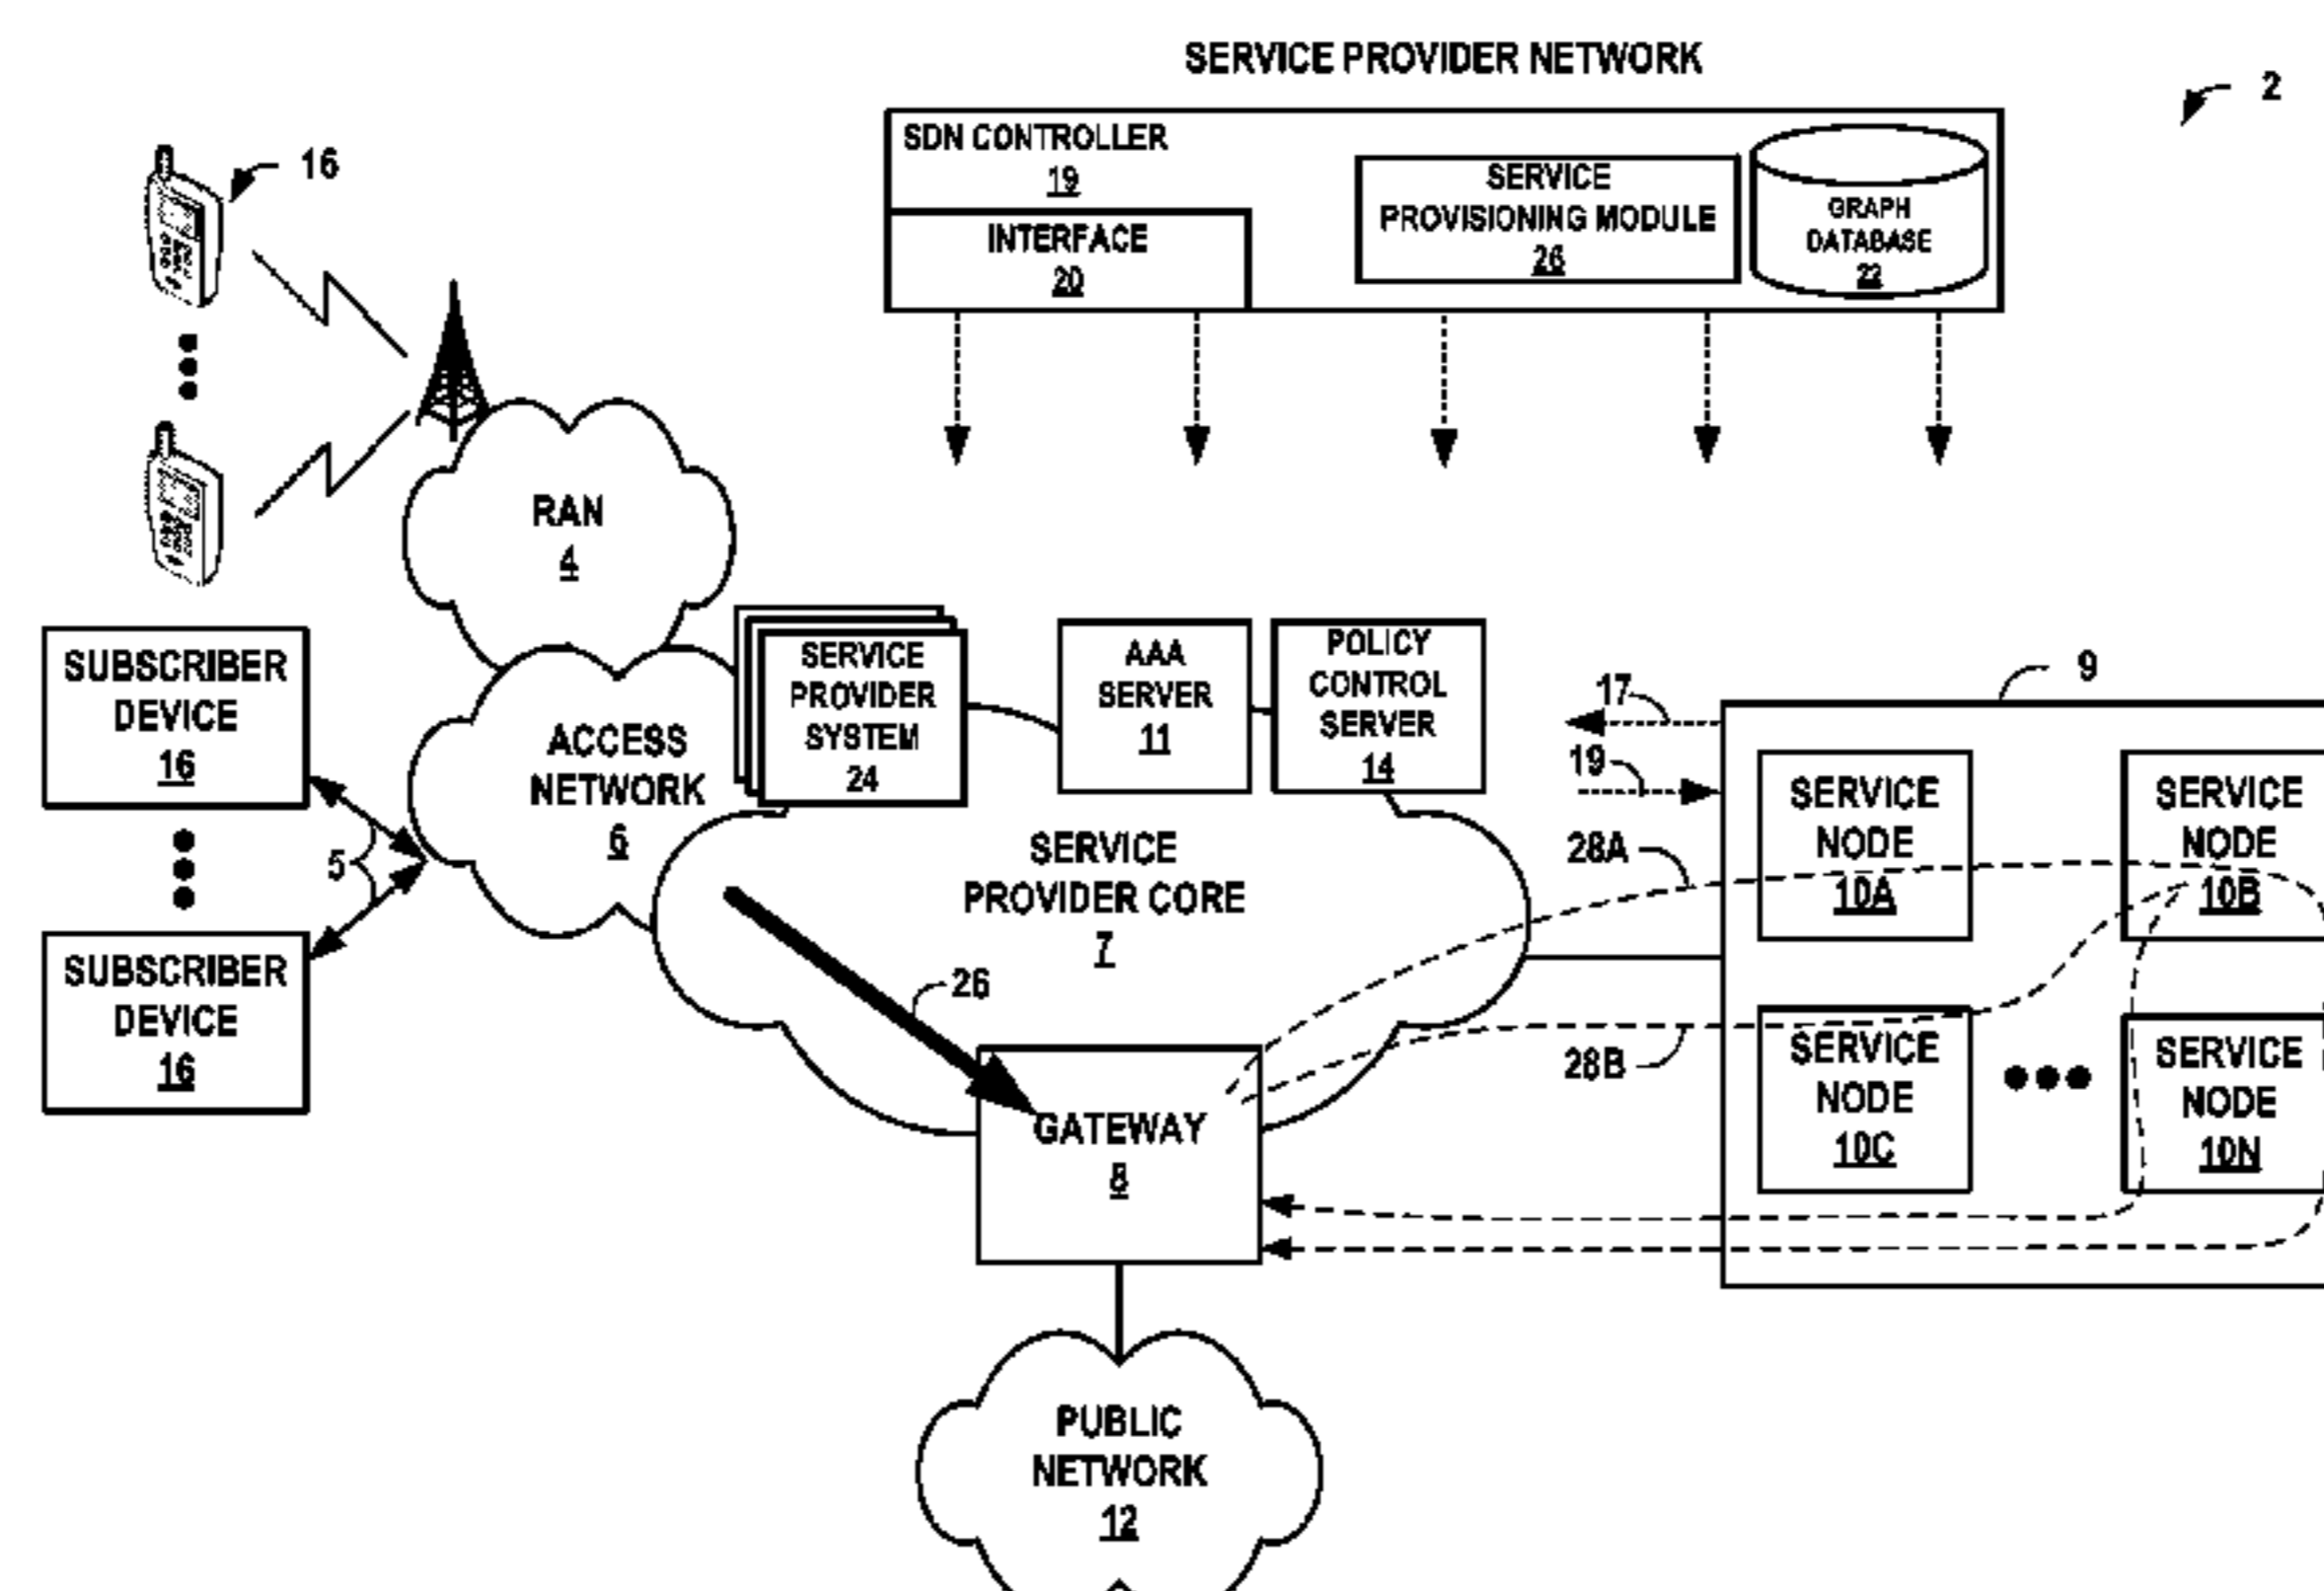 SERVICE PROVIDER NETWORK
2
SDN CONTROLLER
19
INTERFACE
20
SERVICE
PROVISIONING MODULE
26
GRAPH
DATABASE
22
16
RAN
4
SUBSCRIBER
DEVICE
16
5
SUBSCRIBER
DEVICE
16
ACCESS
NETWORK
6
SERVICE
PROVIDER
SYSTEM
24
AAA
SERVER
11
POLICY
CONTROL
SERVER
14
SERVICE
PROVIDER CORE
7
26
GATEWAY
8
17
19
28A
28B
9
SERVICE
NODE
10A
SERVICE
NODE
10B
SERVICE
NODE
10C
SERVICE
NODE
10N
PUBLIC
NETWORK
12